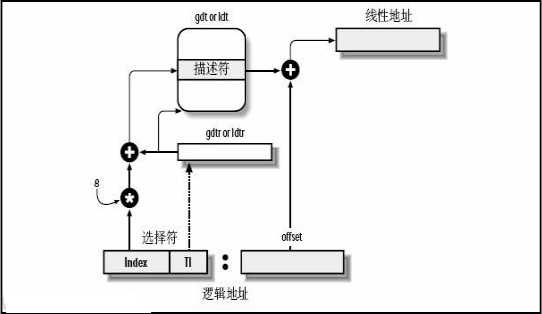 gdt or ldt
线性地址
描述符
+
gdtr or ldtr
+
8
*
选择符
offset
Index
TI
:
逻辑地址